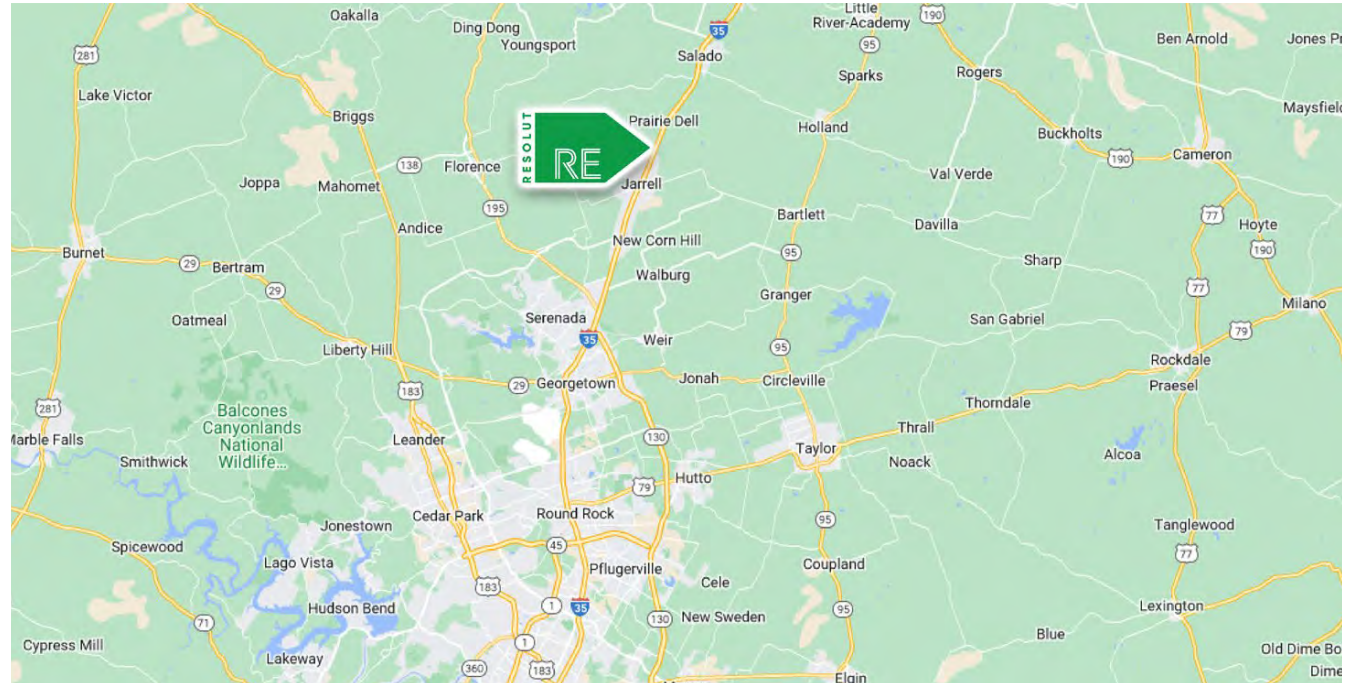 Oakalla
Ding Dong
35
Little
River-Academy
190
Ben Arnold
Youngsport
281
Salado
95
Lake Victor
Sparks
Rogers
Briggs
RESOLUT
RE
Prairie Dell
Holland
Buckholts
Maysfield
138
Florence
190
Cameron
Joppa
Mahomet
Jarrell
Val Verde
195
Bartlett
77
Hoyte
Andice
New Corn Hill
Davilla
Burnet
29
Bertram
95
Sharp
190
Walburg
29
Granger
77
Milano
Oatmeal
Serenada
San Gabriel
79
35
Weir
Liberty Hill
95
Rockdale
183
29
Georgetown
Jonah
Circleville
Praesel
281
Balcones
Canyonlands
National
Wildlife...
Thorndale
Marble Falls
Leander
130
Thrall
Taylor
Smithwick
Noack
Alcoa
79
Hutto
Jonestown
Cedar Park
Round Rock
95
Tanglewood
Spicewood
45
77
Lago Vista
Pflugerville
Coupland
183
Cele
Hudson Bend
1
35
130
New Sweden
95
Lexington
71
Blue
Cypress Mill
1
Old Dime
Lakeway
360
183
Elgin
Dime